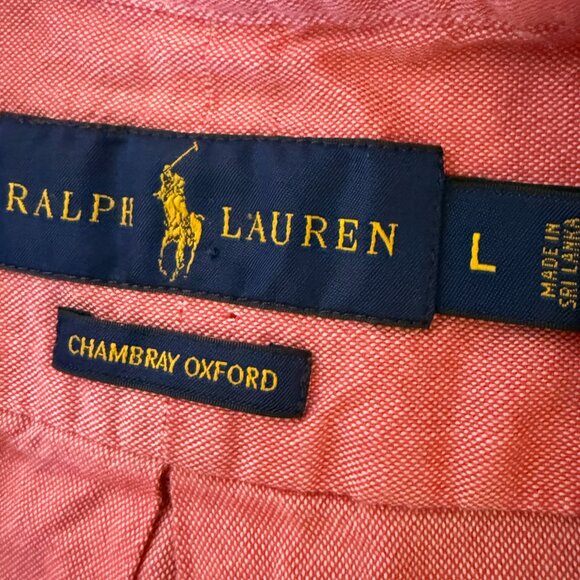 RALPH LAUREN
L
MADE IN
SRI LANKA
CHAMBRAY OXFORD